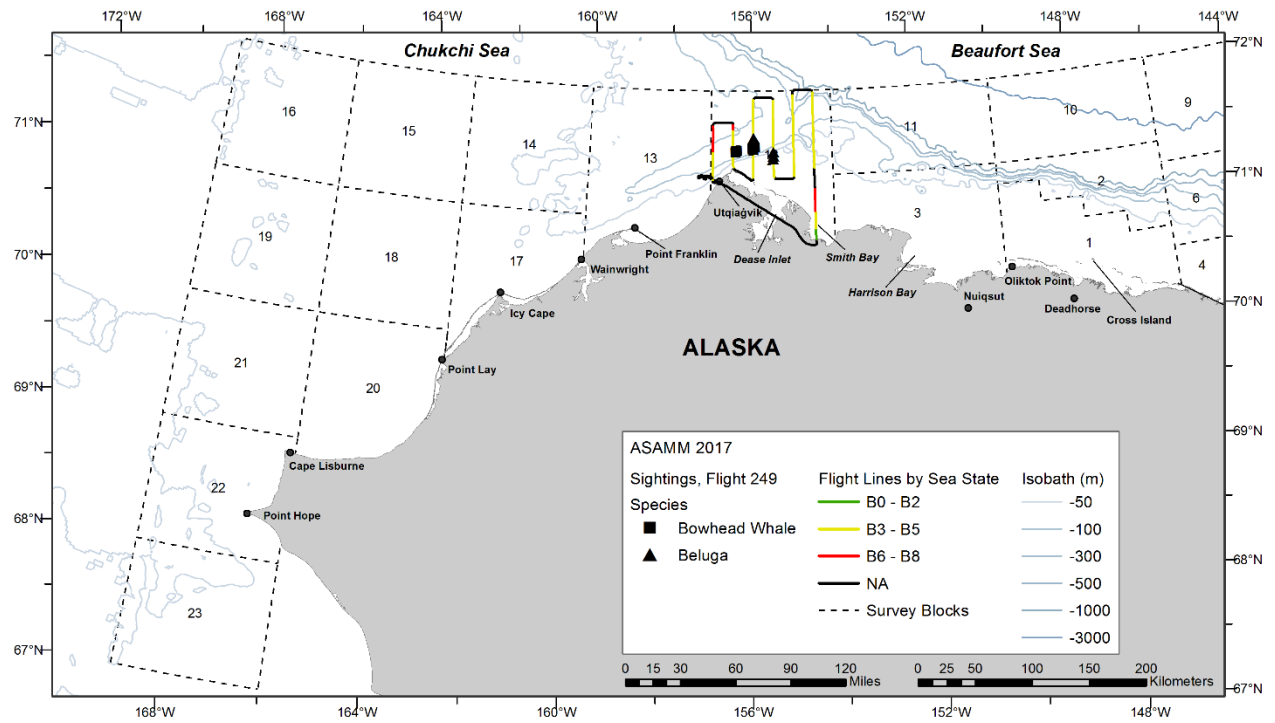 172°W 168°W 164°W 160°W 156°W 152°W 148°W 144°W
Chukchi Sea Beaufort Sea
72°N
71°N
16
15
14
13
11
10
9
2
6
71°N
3
1
4
19
18
17
Utqiaġvik
Point Franklin
Dease Inlet
Smith Bay
Wainwright
Harrison Bay
Oliktok Point
Nuiqsut
Deadhorse
Cross Island
70°N
70°N
Icy Cape
ALASKA
Point Lay
21
20
69°N
69°N
Cape Lisburne
22
Point Hope
68°N
68°N
23
67°N
67°N
ASAMM 2017
Sightings, Flight 249
Species
Bowhead Whale
Beluga
Flight Lines by Sea State
B0 - B2
B3 - B5
B6 - B8
NA
Survey Blocks
Isobath (m)
-50
-100
-300
-500
-1000
-3000
0 15 30 60 90 120
Miles
0 25 50 100 150 200
Kilometers
168°W 164°W 160°W 156°W 152°W 148°W